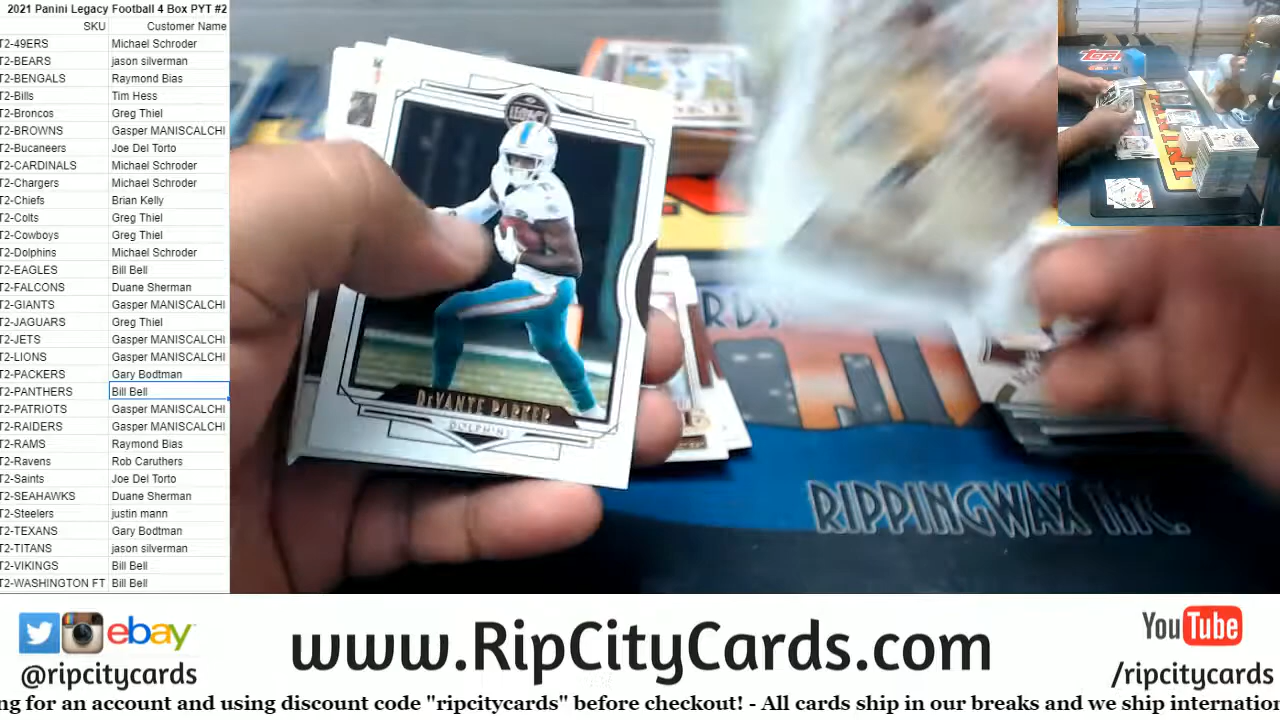 2021 Panini Legacy Football 4 Box PYT #2
SKU Customer Name
T2-49ERS Michael Schroder
T2-BEARS jason silverman
T2-BENGALS Raymond Bias
T2-Bills Tim Hess
T2-Broncos Greg Thiel
T2-BROWNS Gasper MANISCALCHI
T2-Bucaneers Joe Del Torto
T2-CARDINALS Michael Schroder
T2-Chargers Michael Schroder
T2-Chiefs Brian Kelly
T2-Colts Greg Thiel
T2-Cowboys Greg Thiel
T2-Dolphins Michael Schroder
T2-EAGLES Bill Bell
T2-FALCONS Duane Sherman
T2-GIANTS Gasper MANISCALCHI
T2-JAGUARS Greg Thiel
T2-JETS Gasper MANISCALCHI
T2-LIONS Gasper MANISCALCHI
T2-PACKERS Gary Bodtman
T2-PANTHERS Bill Bell
T2-PATRIOTS Gasper MANISCALCHI
T2-RAIDERS Gasper MANISCALCHI
T2-RAMS Raymond Bias
T2-Ravens Rob Caruthers
T2-Saints Joe Del Torto
T2-SEAHAWKS Duane Sherman
T2-Steelers justin mann
T2-TEXANS Gary Bodtman
T2-TITANS jason silverman
T2-VIKINGS Bill Bell
T2-WASHINGTON FT Bill Bell
LEGACY
DEVANTE PARKER
DOLPHINS
RIPPINGWAX INC.
Topps
PANINI
ebay
@ripcitycards
www.RipCityCards.com
YouTube
/ripcitycards
ng for an account and using discount code "ripcitycards" before checkout! - All cards ship in our breaks and we ship internation